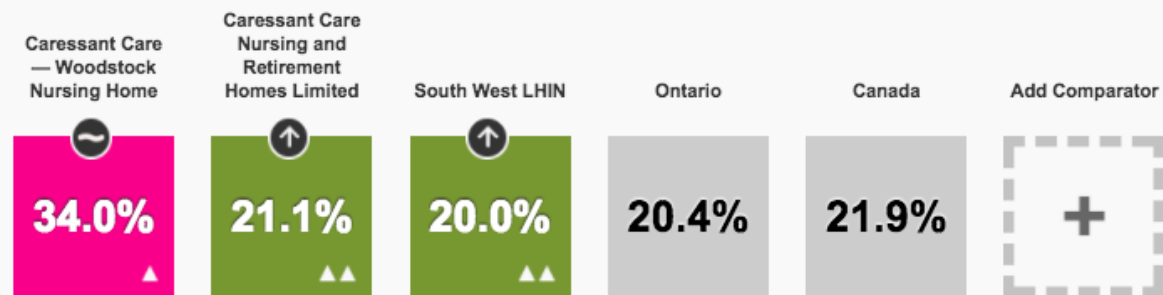 Caressant Care
— Woodstock
Nursing Home
Caressant Care
Nursing and
Retirement
Homes Limited
South West LHIN
Ontario
Canada
Add Comparator
34.0%
21.1%
20.0%
20.4%
21.9%
+